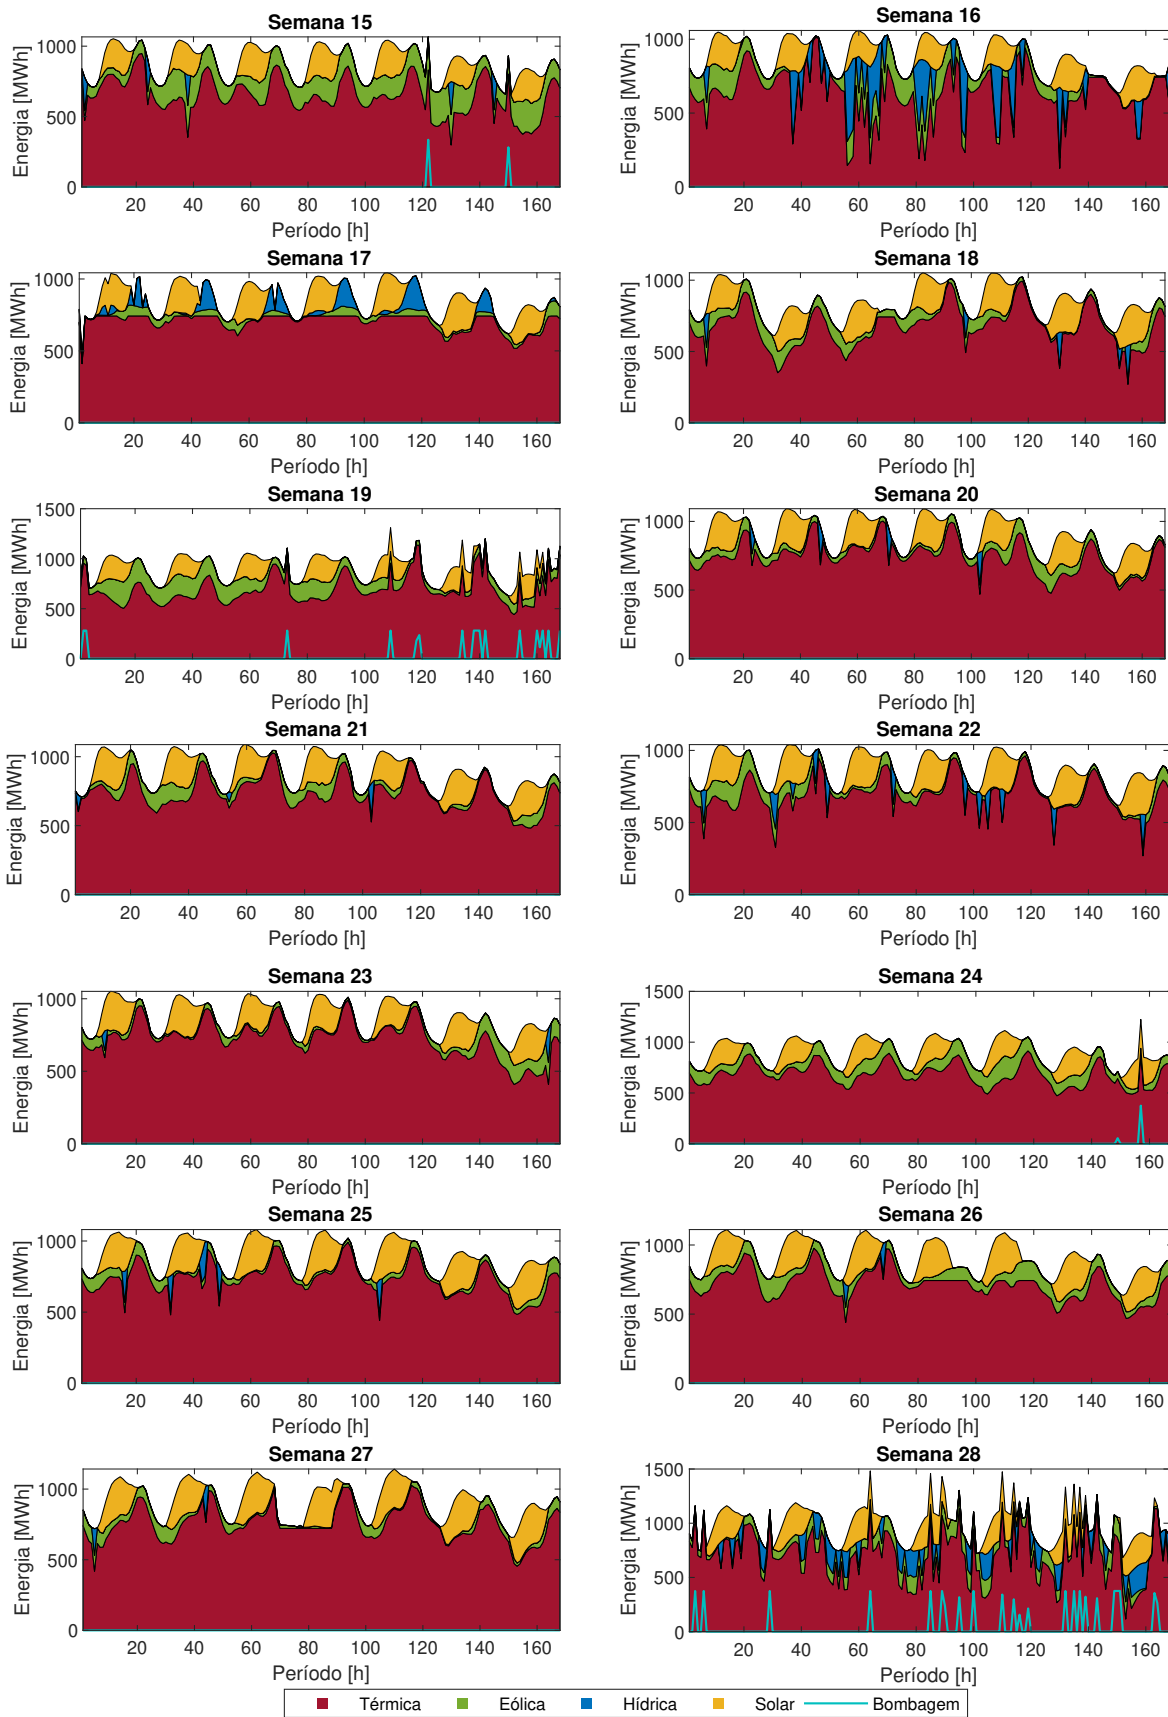 Semana 15
Energia [MWh]
1000
500
0
20 40 60 80 100 120 140 160
Período [h]
Semana 16
Energia [MWh]
1000
500
0
20 40 60 80 100 120 140 160
Período [h]
Semana 17
Energia [MWh]
1000
500
0
20 40 60 80 100 120 140 160
Período [h]
Semana 18
Energia [MWh]
1000
500
0
20 40 60 80 100 120 140 160
Período [h]
Semana 19
Energia [MWh]
1500
1000
500
0
20 40 60 80 100 120 140 160
Período [h]
Semana 20
Energia [MWh]
1000
500
0
20 40 60 80 100 120 140 160
Período [h]
Semana 21
Energia [MWh]
1000
500
0
20 40 60 80 100 120 140 160
Período [h]
Semana 22
Energia [MWh]
1000
500
0
20 40 60 80 100 120 140 160
Período [h]
Semana 23
Energia [MWh]
1000
500
0
20 40 60 80 100 120 140 160
Período [h]
Semana 24
Energia [MWh]
1500
1000
500
0
20 40 60 80 100 120 140 160
Período [h]
Semana 25
Energia [MWh]
1000
500
0
20 40 60 80 100 120 140 160
Período [h]
Semana 26
Energia [MWh]
1000
500
0
20 40 60 80 100 120 140 160
Período [h]
Semana 27
Energia [MWh]
1000
500
0
20 40 60 80 100 120 140 160
Período [h]
Semana 28
Energia [MWh]
1500
1000
500
0
20 40 60 80 100 120 140 160
Período [h]
Térmica Eólica Hídrica Solar Bombagem